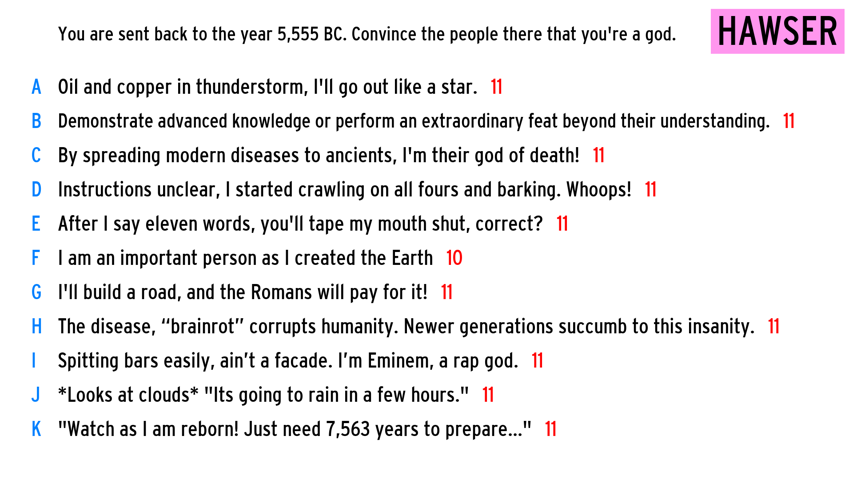 You are sent back to the year 5,555 BC. Convince the people there that you're a god.
HAWSER
A Oil and copper in thunderstorm, I'll go out like a star. 11
B Demonstrate advanced knowledge or perform an extraordinary feat beyond their understanding. 11
C By spreading modern diseases to ancients, I'm their god of death! 11
D Instructions unclear, I started crawling on all fours and barking. Whoops! 11
E After I say eleven words, you'll tape my mouth shut, correct? 11
F I am an important person as I created the Earth 10
G I'll build a road, and the Romans will pay for it! 11
H The disease, “brainrot” corrupts humanity. Newer generations succumb to this insanity. 11
I Spitting bars easily, ain’t a facade. I’m Eminem, a rap god. 11
J *Looks at clouds* "Its going to rain in a few hours." 11
K "Watch as I am reborn! Just need 7,563 years to prepare..." 11